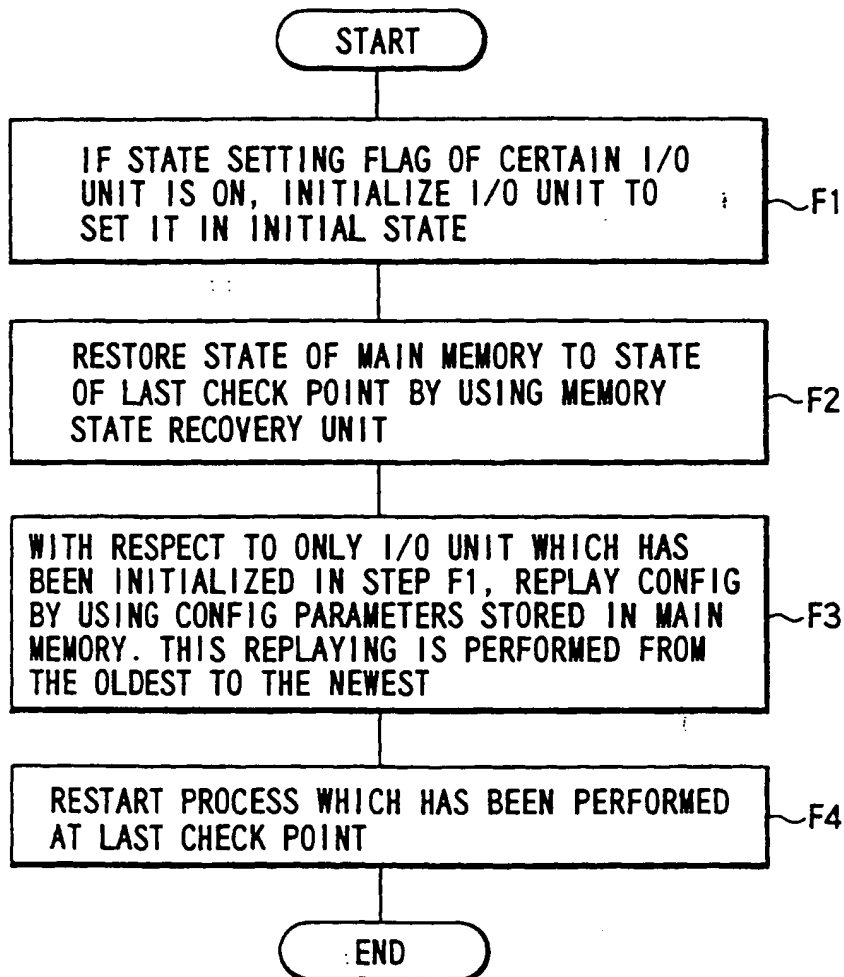 START
IF STATE SETTING FLAG OF CERTAIN I/O
UNIT IS ON, INITIALIZE I/O UNIT TO
SET IT IN INITIAL STATE
F1
RESTORE STATE OF MAIN MEMORY TO STATE
OF LAST CHECK POINT BY USING MEMORY
STATE RECOVERY UNIT
F2
WITH RESPECT TO ONLY I/O UNIT WHICH HAS
BEEN INITIALIZED IN STEP F1, REPLAY CONFIG
BY USING CONFIG PARAMETERS STORED IN MAIN
MEMORY. THIS REPLAYING IS PERFORMED FROM
THE OLDEST TO THE NEWEST
F3
RESTART PROCESS WHICH HAS BEEN PERFORMED
AT LAST CHECK POINT
F4
END